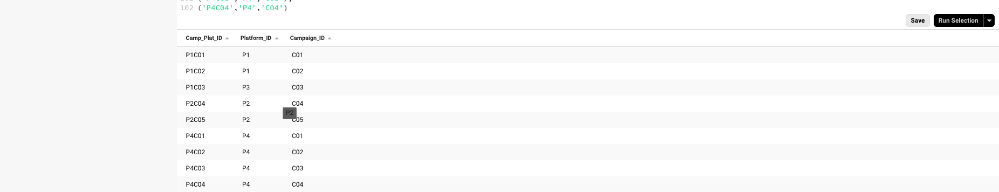 102 ('P4C04','P4','C04')
Save Run Selection
Camp_Plat_ID Platform_ID Campaign_ID
P1C01 P1 C01
P1C02 P1 C02
P1C03 P3 C03
P2C04 P2 C04
P2
P2C05 P2 C05
P4C01 P4 C01
P4C02 P4 C02
P4C03 P4 C03
P4C04 P4 C04